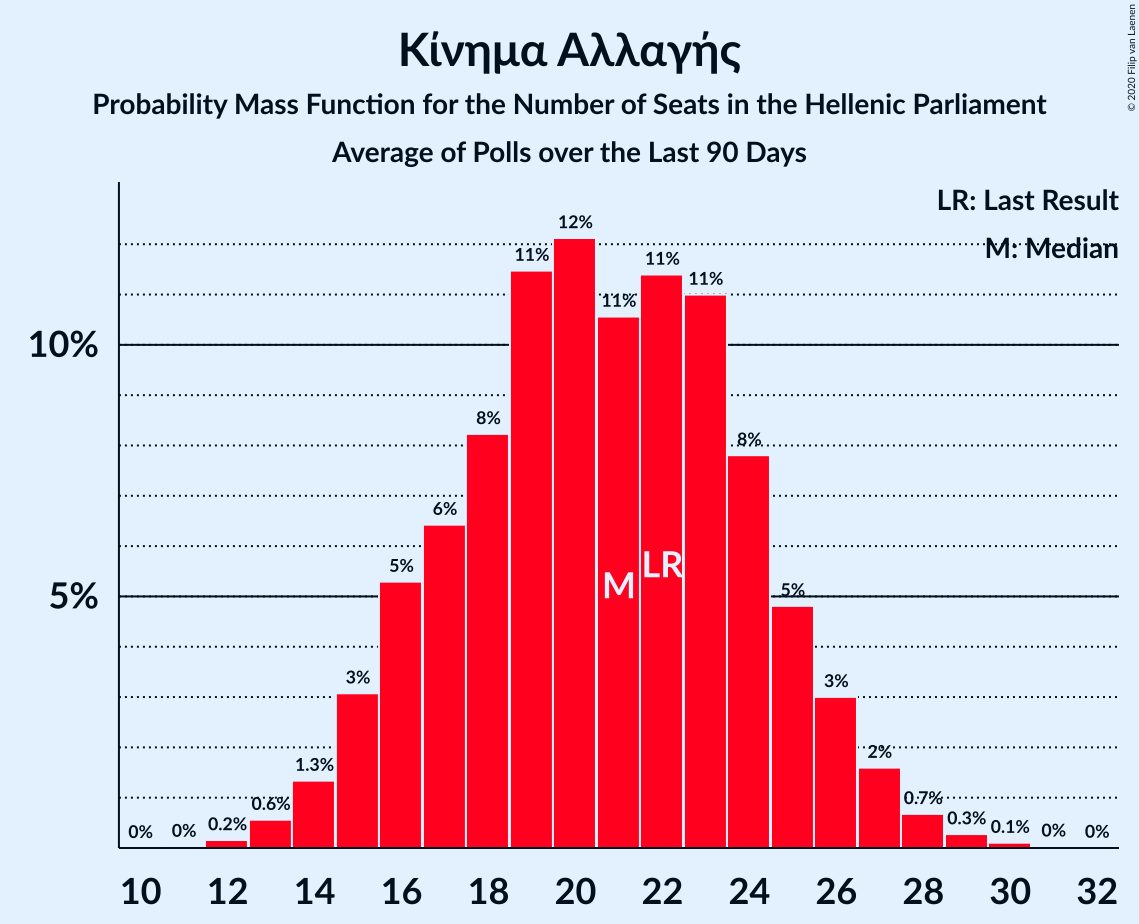 Κίνημα Αλλαγής
Probability Mass Function for the Number of Seats in the Hellenic Parliament
Average of Polls over the Last 90 Days
© 2020 Filip van Laenen
LR: Last Result
M: Median
10%
5%
0%
0%
0.2%
0.6%
1.3%
3%
5%
6%
8%
11%
12%
11%
11%
11%
8%
5%
3%
2%
0.7%
0.3%
0.1%
0%
0%
M
LR
10 12 14 16 18 20 22 24 26 28 30 32